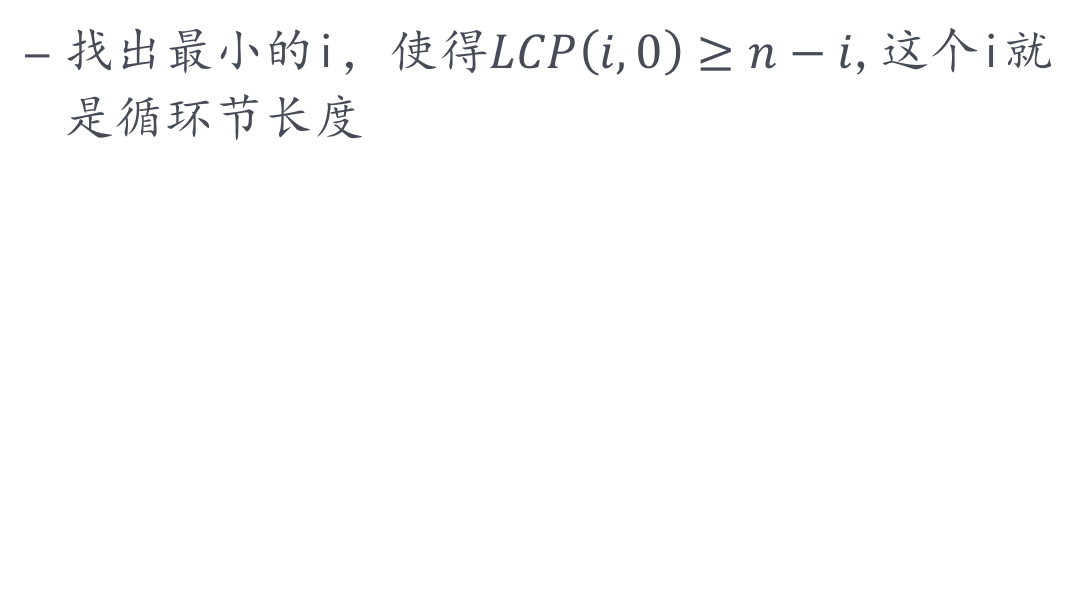 – 找出最小的i, 使得LCP(i, 0) ≥ n − i, 这个i就
是循环节长度